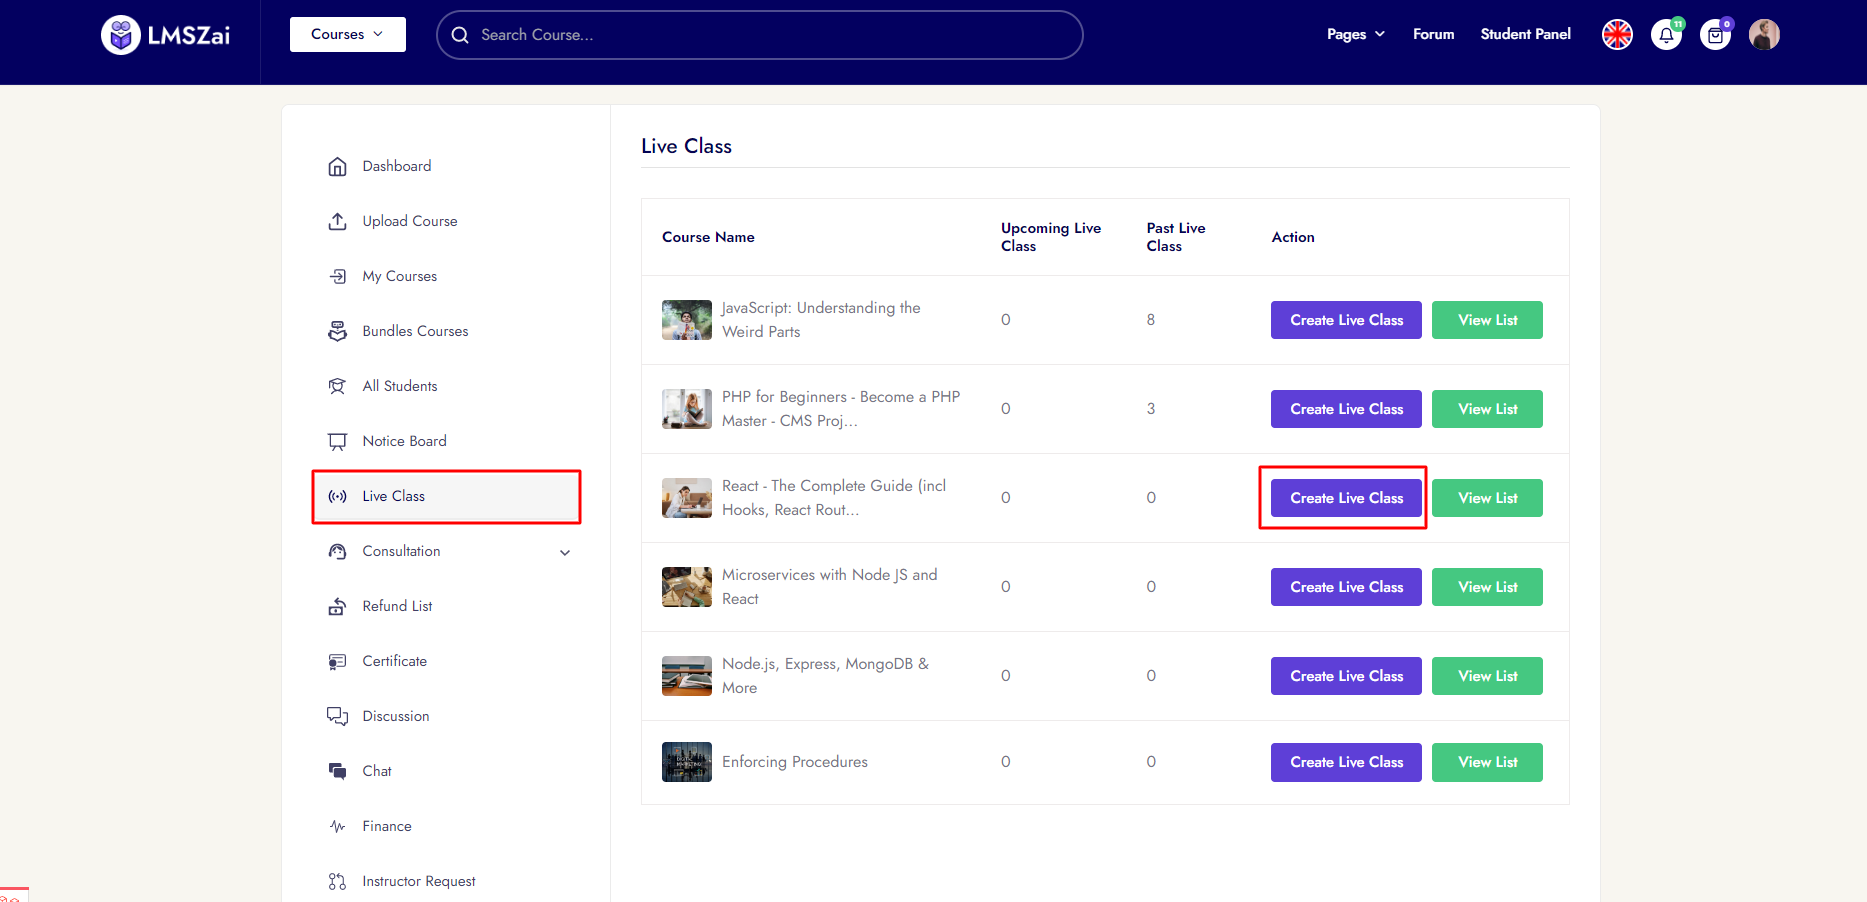 LMSZai
Courses
Search Course...
Pages
Forum
Student Panel
11
0
Dashboard
Upload Course
My Courses
Bundles Courses
All Students
Notice Board
Live Class
Consultation
Refund List
Certificate
Discussion
Chat
Finance
Instructor Request
Live Class
Course Name
Upcoming Live
Class
Past Live
Class
Action
JavaScript: Understanding the
Weird Parts
0
8
Create Live Class
View List
PHP for Beginners - Become a PHP
Master - CMS Proj...
0
3
Create Live Class
View List
React - The Complete Guide (incl
Hooks, React Rout...
0
0
Create Live Class
View List
Microservices with Node JS and
React
0
0
Create Live Class
View List
Node.js, Express, MongoDB &
More
0
0
Create Live Class
View List
Enforcing Procedures
0
0
Create Live Class
View List